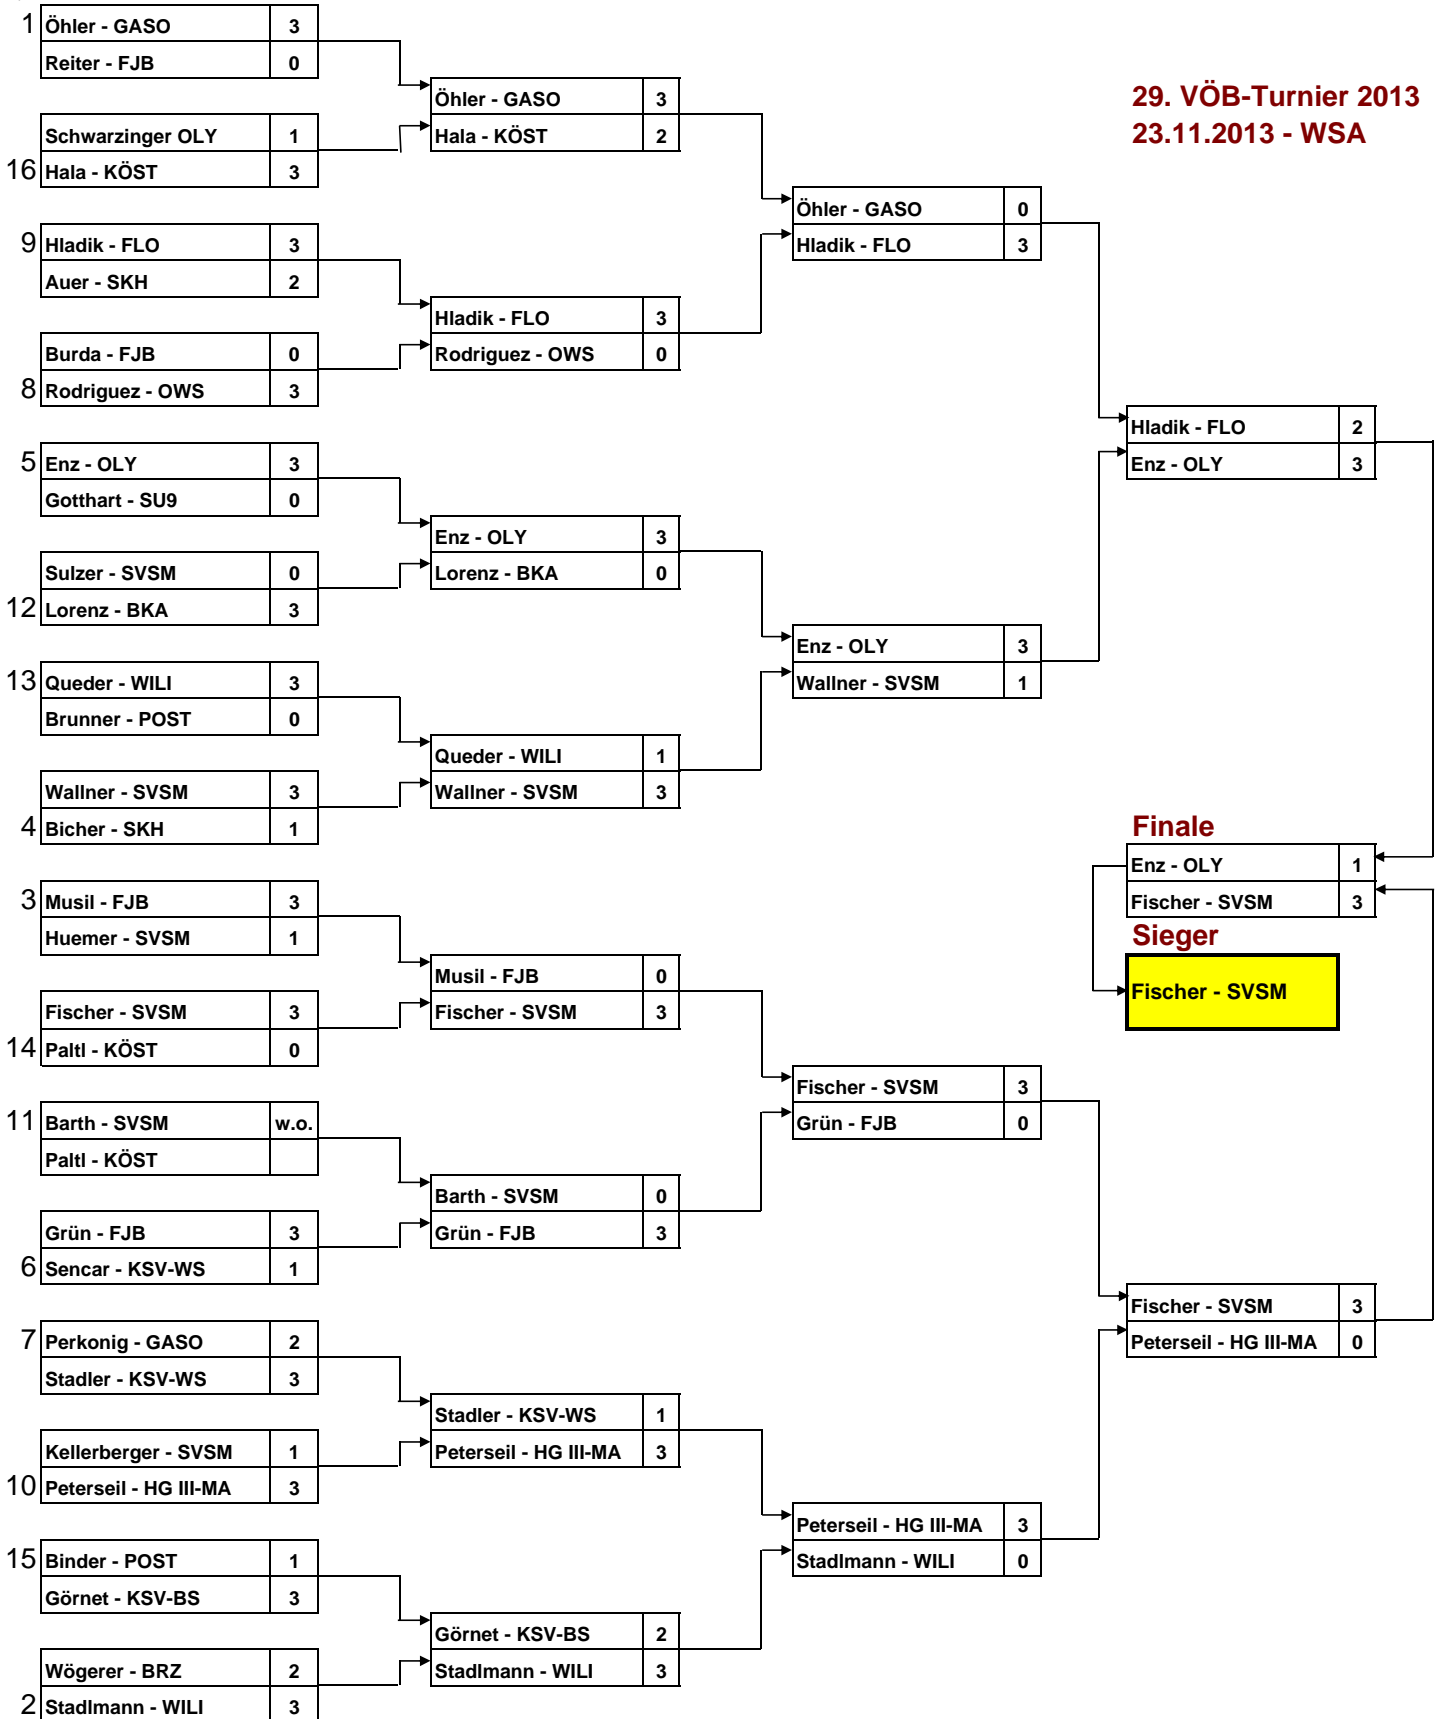 29. VÖB-Turnier 2013
23.11.2013 - WSA
1 Öhler - GASO 3
Reiter - FJB 0
Schwarzinger OLY 1
16 Hala - KÖST 3
9 Hladik - FLO 3
Auer - SKH 2
Burda - FJB 0
8 Rodriguez - OWS 3
5 Enz - OLY 3
Gotthart - SU9 0
Sulzer - SVSM 0
12 Lorenz - BKA 3
13 Queder - WILI 3
Brunner - POST 0
Wallner - SVSM 3
4 Bicher - SKH 1
3 Musil - FJB 3
Huemer - SVSM 1
Fischer - SVSM 3
14 Paltl - KÖST 0
11 Barth - SVSM w.o.
Paltl - KÖST
Grün - FJB 3
6 Sencar - KSV-WS 1
7 Perkonig - GASO 2
Stadler - KSV-WS 3
Kellerberger - SVSM 1
10 Peterseil - HG III-MA 3
15 Binder - POST 1
Görnet - KSV-BS 3
Wögerer - BRZ 2
2 Stadlmann - WILI 3
Öhler - GASO 3
Hala - KÖST 2
Hladik - FLO 3
Rodriguez - OWS 0
Enz - OLY 3
Lorenz - BKA 0
Queder - WILI 1
Wallner - SVSM 3
Musil - FJB 0
Fischer - SVSM 3
Barth - SVSM 0
Grün - FJB 3
Stadler - KSV-WS 1
Peterseil - HG III-MA 3
Görnet - KSV-BS 2
Stadlmann - WILI 3
Öhler - GASO 0
Hladik - FLO 3
Enz - OLY 3
Wallner - SVSM 1
Fischer - SVSM 3
Grün - FJB 0
Peterseil - HG III-MA 3
Stadlmann - WILI 0
Hladik - FLO 2
Enz - OLY 3
Fischer - SVSM 3
Peterseil - HG III-MA 0
Finale
Enz - OLY 1
Fischer - SVSM 3
Sieger
Fischer - SVSM